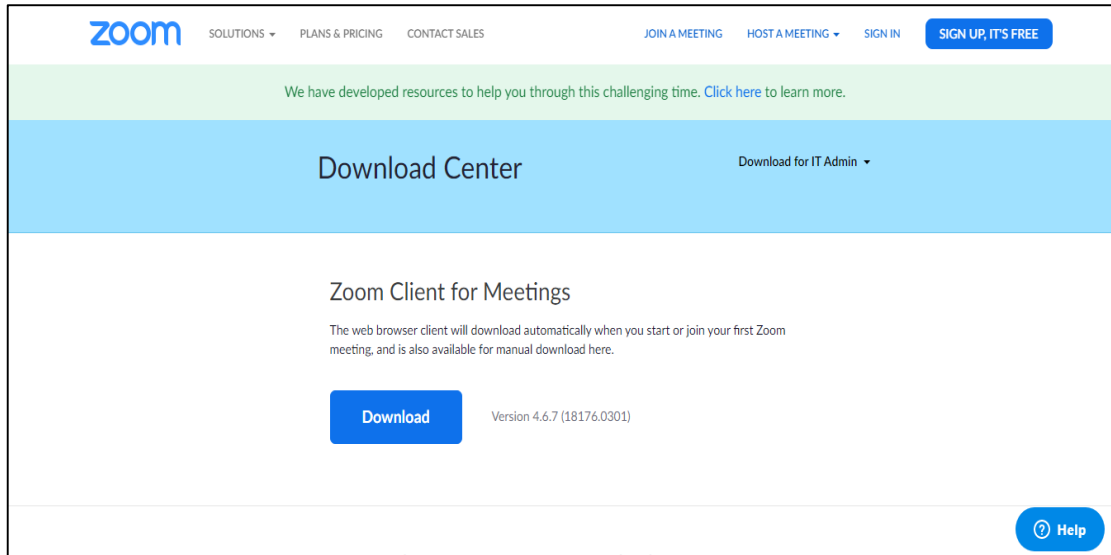 zoom SOLUTIONS PLANS & PRICING CONTACT SALES JOIN A MEETING HOST A MEETING SIGN IN SIGN UP, IT'S FREE
We have developed resources to help you through this challenging time. Click here to learn more.
Download Center Download for IT Admin
Zoom Client for Meetings
The web browser client will download automatically when you start or join your first Zoom
meeting, and is also available for manual download here.
Download Version 4.6.7 (18176.0301)
? Help